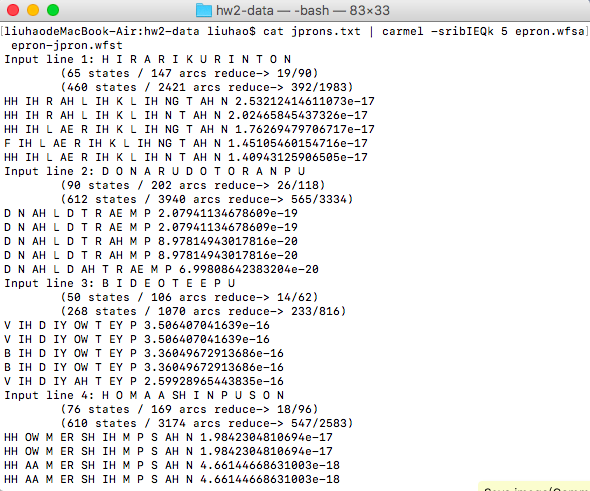 hw2-data — -bash — 83×33
[liuhaodeMacBook-Air:hw2-data liuhao$ cat jprons.txt | carmel -sribIEQk 5 epron.wfsa]
epron-jpron.wfst
Input line 1: H I R A R I K U R I N T O N
(65 states / 147 arcs reduce-> 19/90)
(460 states / 2421 arcs reduce-> 392/1983)
HH IH R AH L IH K L IH NG T AH N 2.53212414611073e-17
HH IH R AH L IH K L IH N T AH N 2.02465845437326e-17
HH IH L AE R IH K L IH NG T AH N 1.76269479706717e-17
F IH L AE R IH K L IH NG T AH N 1.45105460154716e-17
HH IH L AE R IH K L IH N T AH N 1.40943125906505e-17
Input line 2: D O N A R U D O T O R A N P U
(90 states / 202 arcs reduce-> 26/118)
(612 states / 3940 arcs reduce-> 565/3334)
D N AH L D T R AE M P 2.07941134678609e-19
D N AH L D T R AE M P 2.07941134678609e-19
D N AH L D T R AH M P 8.97814943017816e-20
D N AH L D T R AH M P 8.97814943017816e-20
D N AH L D AH T R AE M P 6.99808642383204e-20
Input line 3: B I D E O T E E P U
(50 states / 106 arcs reduce-> 14/62)
(268 states / 1070 arcs reduce-> 233/816)
V IH D IY OW T EY P 3.506407041639e-16
V IH D IY OW T EY P 3.506407041639e-16
B IH D IY OW T EY P 3.36049672913686e-16
B IH D IY OW T EY P 3.36049672913686e-16
V IH D IY AH T EY P 2.59928965443835e-16
Input line 4: H O M A A S H I N P U S O N
(76 states / 169 arcs reduce-> 18/96)
(610 states / 3174 arcs reduce-> 547/2583)
HH OW M ER SH IH M P S AH N 1.9842304810694e-17
HH OW M ER SH IH M P S AH N 1.9842304810694e-17
HH AA M ER SH IH M P S AH N 4.66144668631003e-18
HH AA M ER SH IH M P S AH N 4.66144668631003e-18